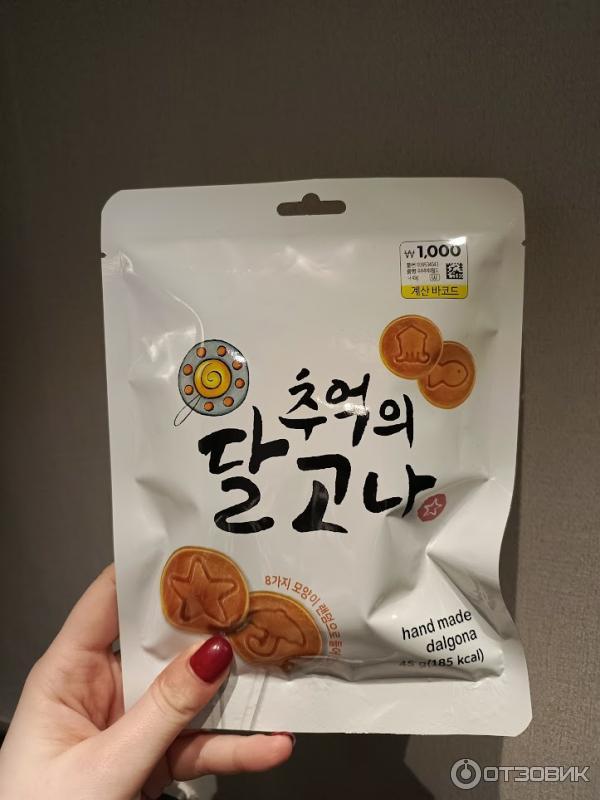 ₩1,000
계산 바코드
추억의
달고나
8가지 모양이 랜덤으로
hand made
dalgona
45 g(185 kcal)
ОТЗОВИК